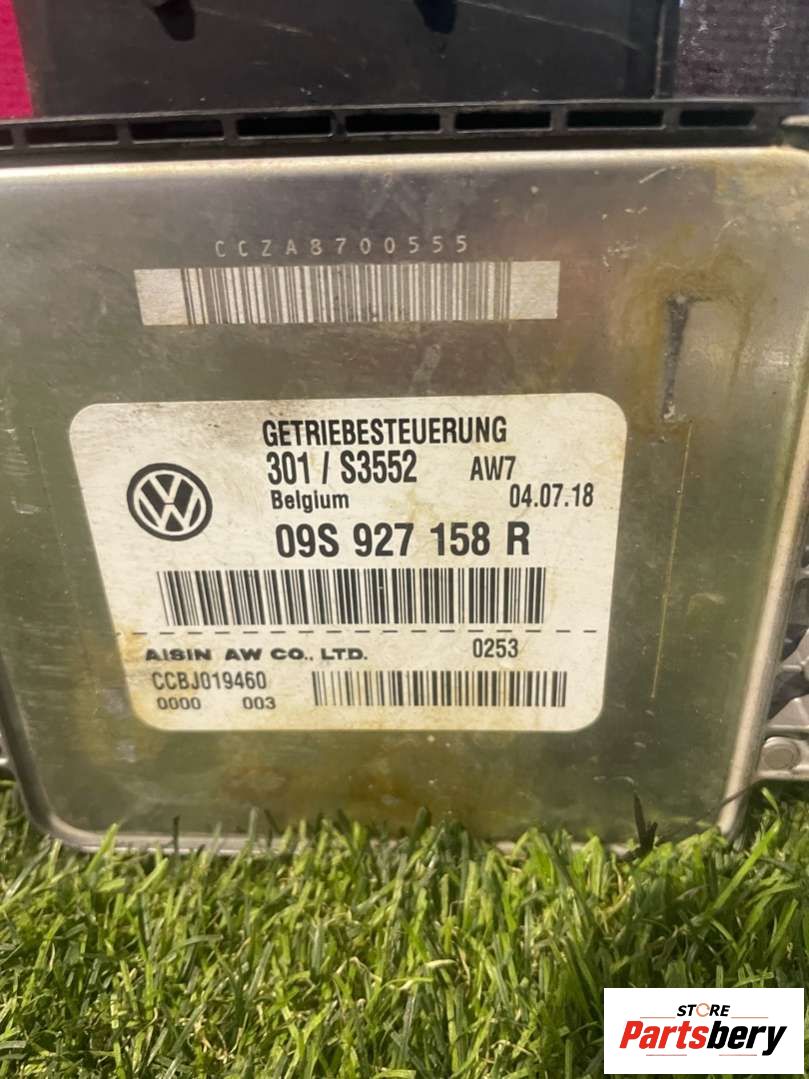 CCZA8700555
GETRIEBESTEUERUNG
301 / S3552 AW7
Belgium 04.07.18
09S 927 158 R
AISIN AW CO., LTD. 0253
CCBJ019460
0000 003
STORE
Partsbery